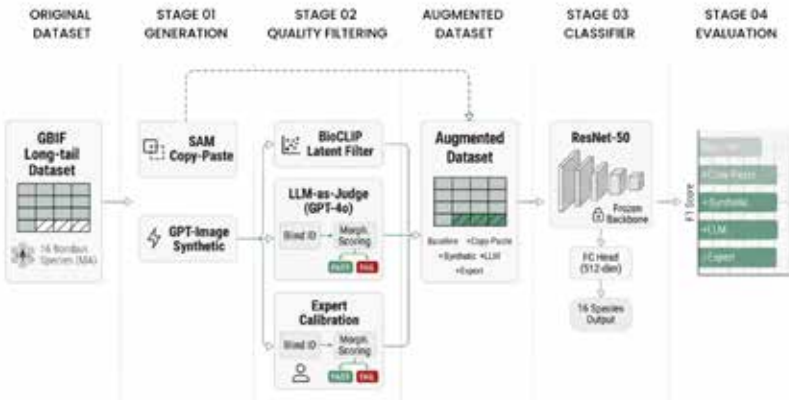 ORIGINAL
DATASET
STAGE 01
GENERATION
STAGE 02
QUALITY FILTERING
AUGMENTED
DATASET
STAGE 03
CLASSIFIER
STAGE 04
EVALUATION
GBIF
Long-tail
Dataset
16 Bombus
Species (MA)
SAM
Copy-Paste
GPT-Image
Synthetic
BioCLIP
Latent Filter
LLM-as-Judge
(GPT-4o)
Blind ID
Morph.
Scoring
PASS
FAIL
Expert
Calibration
Blind ID
Morph.
Scoring
PASS
FAIL
Augmented
Dataset
Baseline +Copy-Paste
+Synthetic +LLM
+Expert
ResNet-50
Frozen
Backbone
FC Head
(512-dim)
16 Species
Output
F1 Score
+Copy-Paste
+Synthetic
+LLM
+Expert